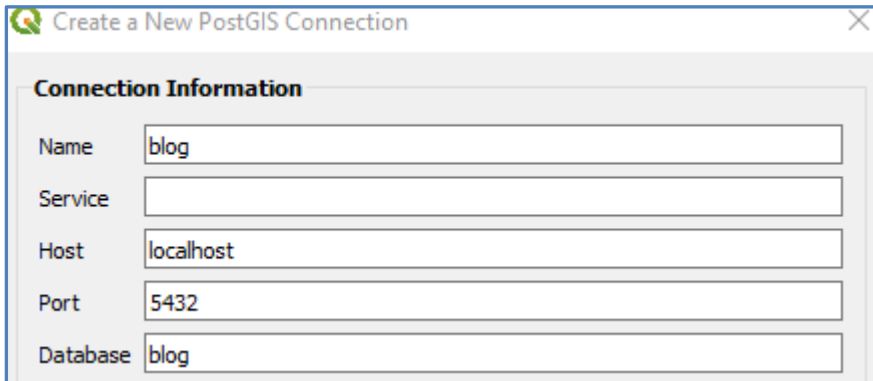 Create a New PostGIS Connection
Connection Information
Name blog
Service
Host localhost
Port 5432
Database blog